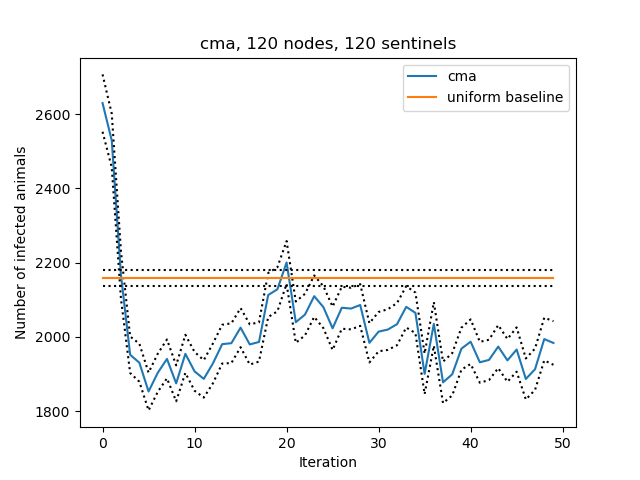 cma, 120 nodes, 120 sentinels
cma
uniform baseline
Number of infected animals
2600
2400
2200
2000
1800
0 10 20 30 40 50
Iteration